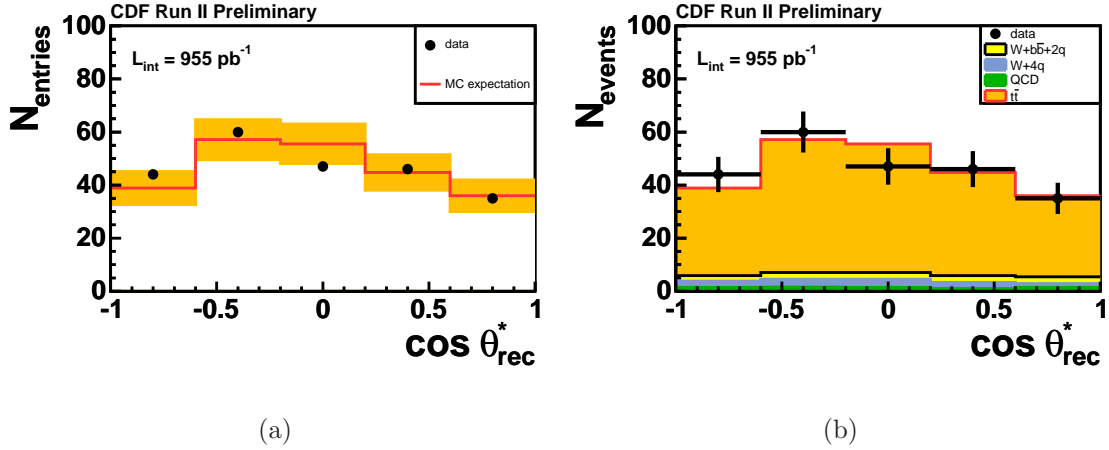 CDF Run II Preliminary
N_entries
100
80
60
40
20
0
L_int = 955 pb^-1
data
MC expectation
-1 -0.5 0 0.5 1
cos θ*_rec
(a)
CDF Run II Preliminary
N_events
100
80
60
40
20
0
L_int = 955 pb^-1
data
W+bb̄+2q
W+4q
QCD
tt̄
-1 -0.5 0 0.5 1
cos θ*_rec
(b)